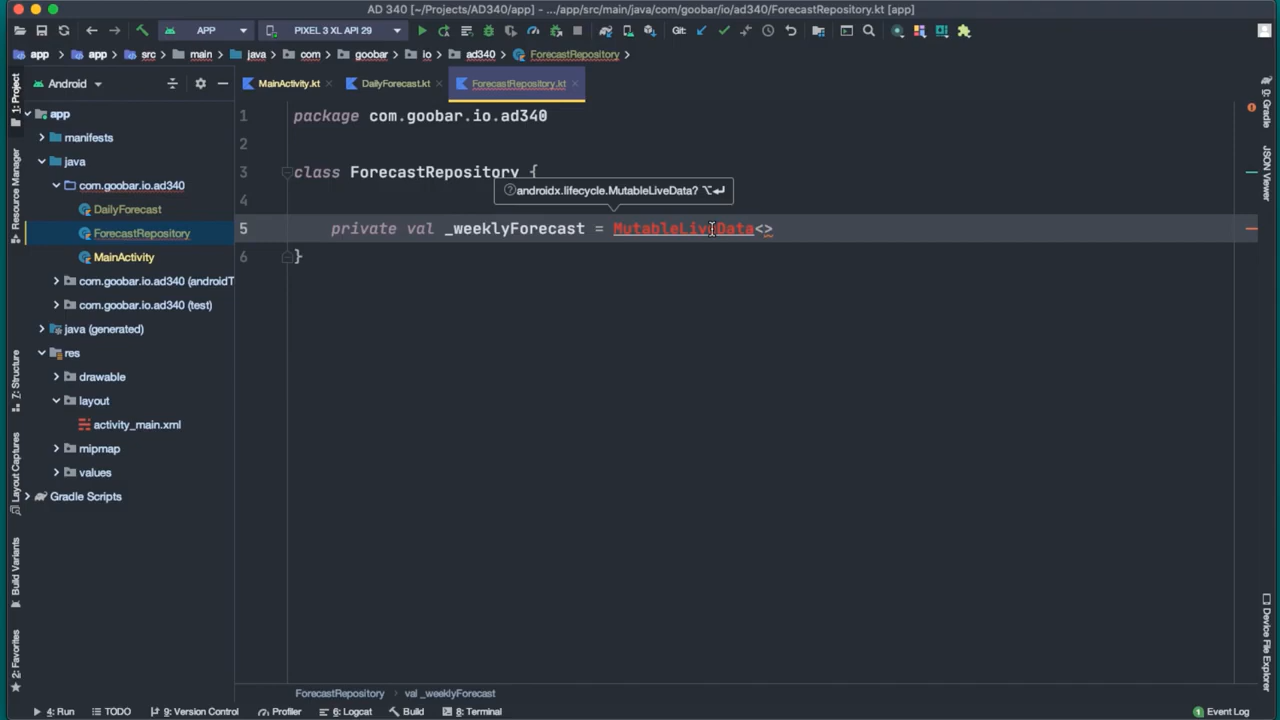 AD 340 [~/Projects/AD340/app] - .../app/src/main/java/com/goobar/io/ad340/ForecastRepository.kt [app]
APP PIXEL 3 XL API 29 Git:
app app src main java com goobar io ad340 ForecastRepository
Android MainActivity.kt DailyForecast.kt ForecastRepository.kt
1: Project
Resource Manager
Z: Structure
Layout Captures
Build Variants
2: Favorites
app
manifests
java
com.goobar.io.ad340
DailyForecast
ForecastRepository
MainActivity
com.goobar.io.ad340 (androidT
com.goobar.io.ad340 (test)
java (generated)
res
drawable
layout
activity_main.xml
mipmap
values
Gradle Scripts
1 package com.goobar.io.ad340
2
3 class ForecastRepository {
androidx.lifecycle.MutableLiveData? ⌥↩
4
5 private val _weeklyForecast = MutableLiveData<>
6 }
Gradle
JSON Viewer
Device File Explorer
ForecastRepository val _weeklyForecast
4: Run TODO 9: Version Control Profiler 6: Logcat Build 8: Terminal 1 Event Log